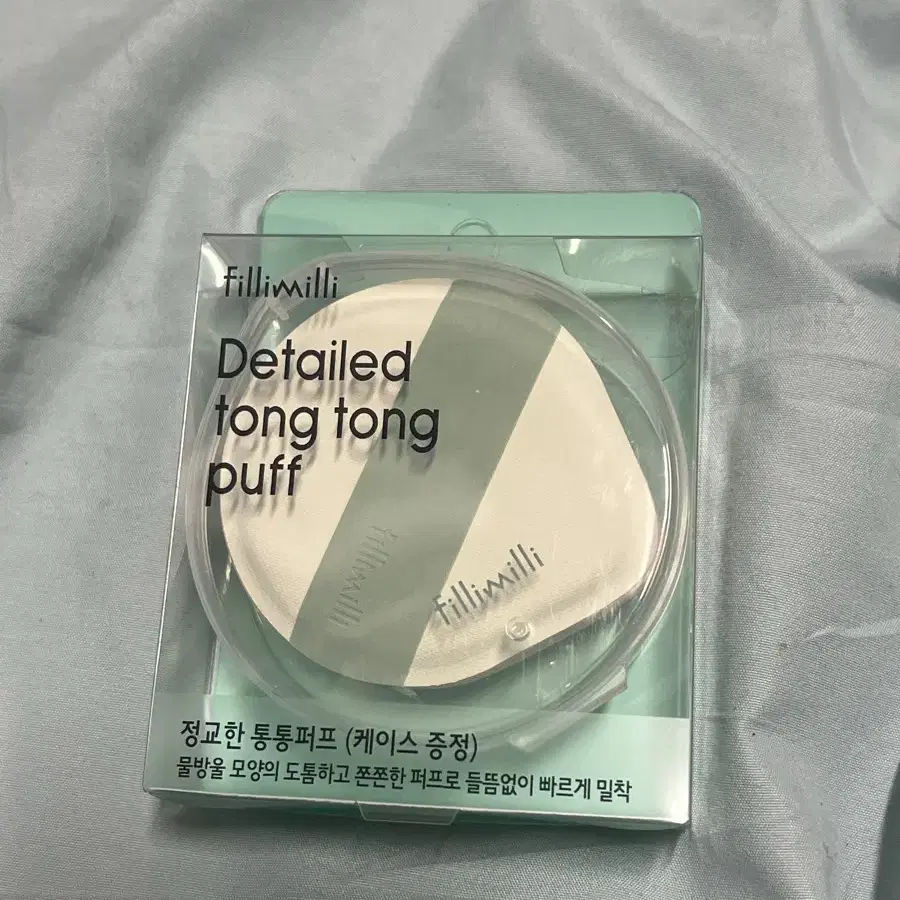 fillimilli
Detailed
tong tong
puff
fillimilli
fillimilli
정교한 통통퍼프 (케이스 증정)
물방울 모양의 도톰하고 쫀쫀한 퍼프로 들뜸없이 빠르게 밀착